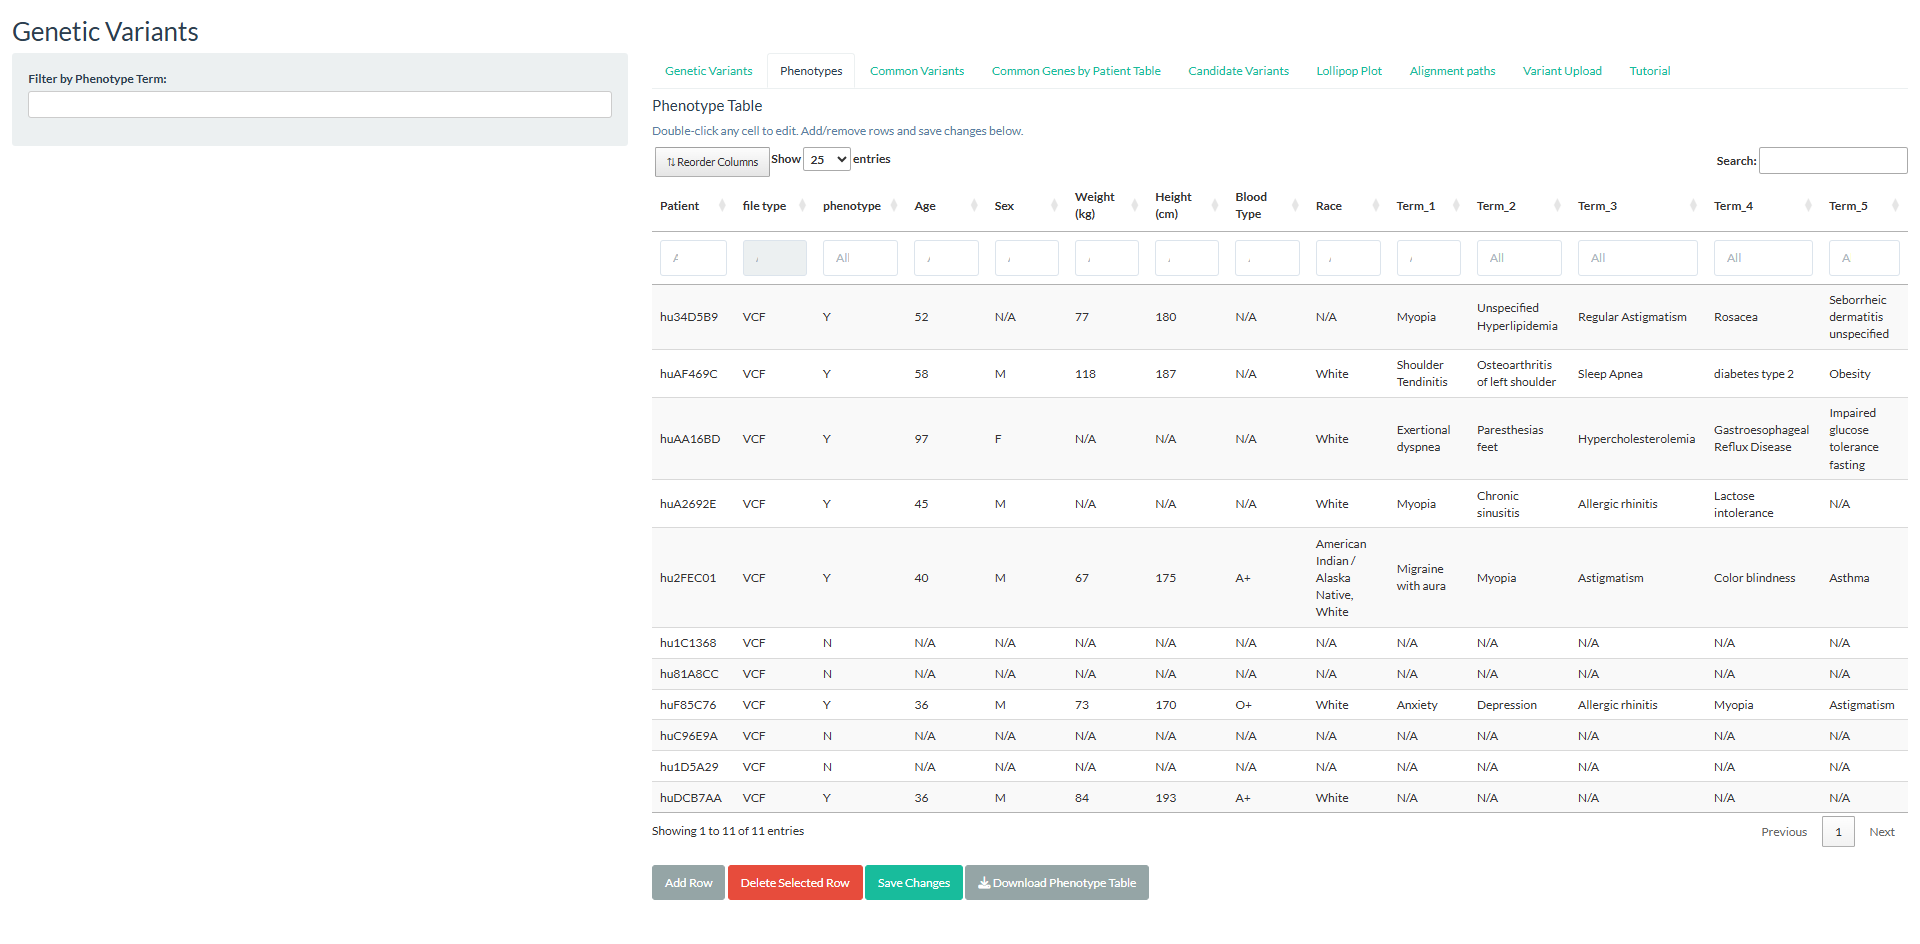 Genetic Variants
Filter by Phenotype Term:
Genetic Variants Phenotypes Common Variants Common Genes by Patient Table Candidate Variants Lollipop Plot Alignment paths Variant Upload Tutorial
Phenotype Table
Double-click any cell to edit. Add/remove rows and save changes below.
⇅ Reorder Columns Show 25 entries Search:
Patient file type phenotype Age Sex Weight (kg) Height (cm) Blood Type Race Term_1 Term_2 Term_3 Term_4 Term_5
All All All All
hu34D5B9 VCF Y 52 N/A 77 180 N/A N/A Myopia Unspecified Hyperlipidemia Regular Astigmatism Rosacea Seborrheic dermatitis unspecified
huAF469C VCF Y 58 M 118 187 N/A White Shoulder Tendinitis Osteoarthritis of left shoulder Sleep Apnea diabetes type 2 Obesity
huAA16BD VCF Y 97 F N/A N/A N/A White Exertional dyspnea Paresthesias feet Hypercholesterolemia Gastroesophageal Reflux Disease Impaired glucose tolerance fasting
huA2692E VCF Y 45 M N/A N/A N/A White Myopia Chronic sinusitis Allergic rhinitis Lactose intolerance N/A
hu2FEC01 VCF Y 40 M 67 175 A+ American Indian / Alaska Native, White Migraine with aura Myopia Astigmatism Color blindness Asthma
hu1C1368 VCF N N/A N/A N/A N/A N/A N/A N/A N/A N/A N/A N/A
hu81A8CC VCF N N/A N/A N/A N/A N/A N/A N/A N/A N/A N/A N/A
huF85C76 VCF Y 36 M 73 170 O+ White Anxiety Depression Allergic rhinitis Myopia Astigmatism
huC96E9A VCF N N/A N/A N/A N/A N/A N/A N/A N/A N/A N/A N/A
hu1D5A29 VCF N N/A N/A N/A N/A N/A N/A N/A N/A N/A N/A N/A
huDCB7AA VCF Y 36 M 84 193 A+ White N/A N/A N/A N/A N/A
Showing 1 to 11 of 11 entries Previous 1 Next
Add Row Delete Selected Row Save Changes Download Phenotype Table